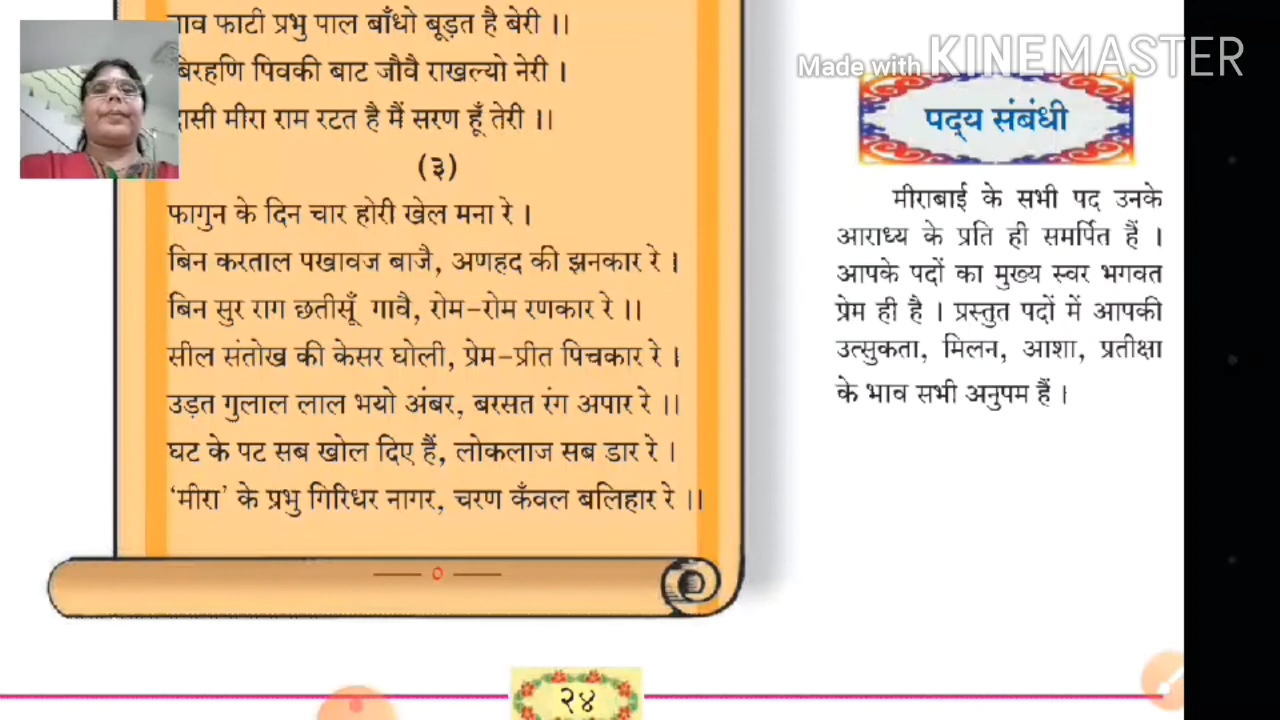 नाव फाटी प्रभु पाल बाँधो बूड़त है बेरी ।।
बिरहणि पिवकी बाट जौवै राखल्यो नेरी ।
दासी मीरा राम रटत है मैं सरण हूँ तेरी ।।
(३)
फागुन के दिन चार होरी खेल मना रे ।
बिन करताल पखावज बाजै, अणहद की झनकार रे ।
बिन सुर राग छतीसूँ गावै, रोम-रोम रणकार रे ।।
सील संतोख की केसर घोली, प्रेम-प्रीत पिचकार रे ।
उड़त गुलाल लाल भयो अंबर, बरसत रंग अपार रे ।।
घट के पट सब खोल दिए हैं, लोकलाज सब डार रे ।
'मीरा' के प्रभु गिरिधर नागर, चरण कँवल बलिहार रे ।।
२४
Made with KINEMASTER
पद्य संबंधी
मीराबाई के सभी पद उनके
आराध्य के प्रति ही समर्पित हैं ।
आपके पदों का मुख्य स्वर भगवत
प्रेम ही है । प्रस्तुत पदों में आपकी
उत्सुकता, मिलन, आशा, प्रतीक्षा
के भाव सभी अनुपम हैं ।